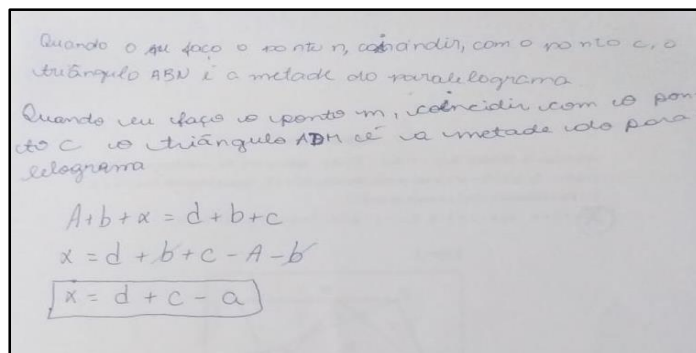 Quando o eu faço o ponto n, coincindir, com o ponto c, o
triângulo ABN é a metade do paralelograma
Quando eu faço o ponto m, coincidir com o pon
to C o triângulo ADM é a metade do para
lelograma
A+b+x = d+b+c
x = d+b+c-A-b
x = d+c-a